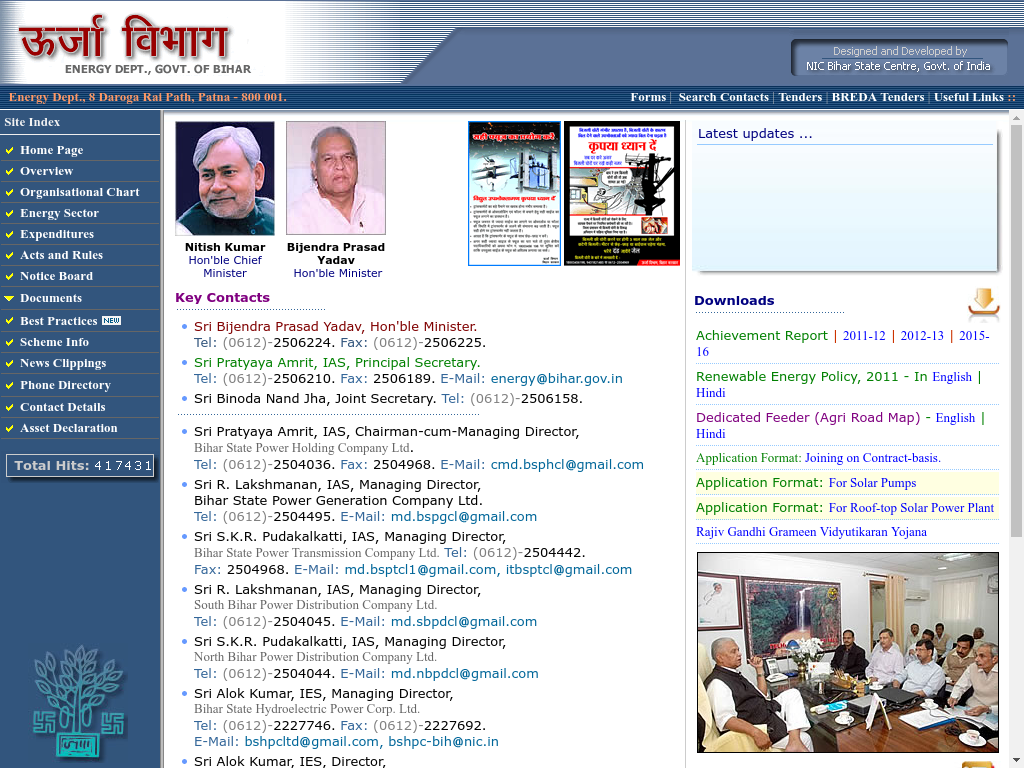 ऊर्जा विभाग
ENERGY DEPT., GOVT. OF BIHAR
Designed and Developed by
NIC Bihar State Centre, Govt. of India
Energy Dept., 8 Daroga Rai Path, Patna - 800 001.
Forms | Search Contacts | Tenders | BREDA Tenders | Useful Links ::
Site Index
Home Page
Overview
Organisational Chart
Energy Sector
Expenditures
Acts and Rules
Notice Board
Documents
Best Practices NEW
Scheme Info
News Clippings
Phone Directory
Contact Details
Asset Declaration
Total Hits: 417431
Nitish Kumar
Hon'ble Chief
Minister
Bijendra Prasad
Yadav
Hon'ble Minister
सही फ्यूज का प्रयोग करें
कृपया ध्यान दें
Key Contacts
Sri Bijendra Prasad Yadav, Hon'ble Minister.
Tel: (0612)-2506224. Fax: (0612)-2506225.
Sri Pratyaya Amrit, IAS, Principal Secretary.
Tel: (0612)-2506210. Fax: 2506189. E-Mail: energy@bihar.gov.in
Sri Binoda Nand Jha, Joint Secretary. Tel: (0612)-2506158.
Sri Pratyaya Amrit, IAS, Chairman-cum-Managing Director,
Bihar State Power Holding Company Ltd.
Tel: (0612)-2504036. Fax: 2504968. E-Mail: cmd.bsphcl@gmail.com
Sri R. Lakshmanan, IAS, Managing Director,
Bihar State Power Generation Company Ltd.
Tel: (0612)-2504495. E-Mail: md.bspgcl@gmail.com
Sri S.K.R. Pudakalkatti, IAS, Managing Director,
Bihar State Power Transmission Company Ltd. Tel: (0612)-2504442.
Fax: 2504968. E-Mail: md.bsptcl1@gmail.com, itbsptcl@gmail.com
Sri R. Lakshmanan, IAS, Managing Director,
South Bihar Power Distribution Company Ltd.
Tel: (0612)-2504045. E-Mail: md.sbpdcl@gmail.com
Sri S.K.R. Pudakalkatti, IAS, Managing Director,
North Bihar Power Distribution Company Ltd.
Tel: (0612)-2504044. E-Mail: md.nbpdcl@gmail.com
Sri Alok Kumar, IES, Managing Director,
Bihar State Hydroelectric Power Corp. Ltd.
Tel: (0612)-2227746. Fax: (0612)-2227692.
E-Mail: bshpcltd@gmail.com, bshpc-bih@nic.in
Sri Alok Kumar, IES, Director,
Latest updates ...
Downloads
Achievement Report | 2011-12 | 2012-13 | 2015-
16
Renewable Energy Policy, 2011 - In English |
Hindi
Dedicated Feeder (Agri Road Map) - English |
Hindi
Application Format: Joining on Contract-basis.
Application Format: For Solar Pumps
Application Format: For Roof-top Solar Power Plant
Rajiv Gandhi Grameen Vidyutikaran Yojana